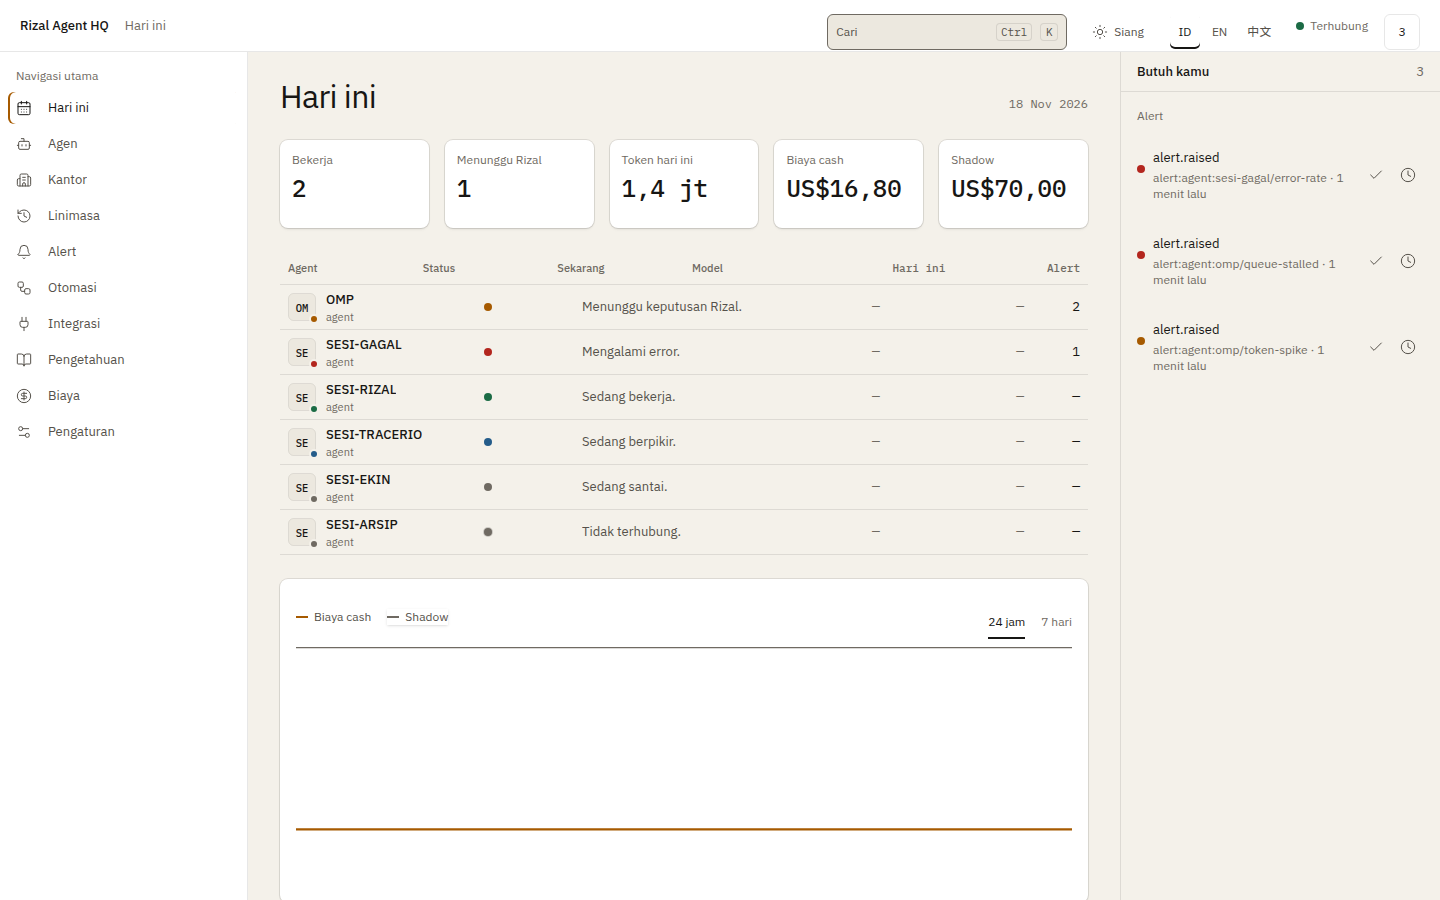 Rizal Agent HQ Hari ini
Cari Ctrl K
Siang
ID EN 中文
Terhubung
3
Navigasi utama
Hari ini
Agen
Kantor
Linimasa
Alert
Otomasi
Integrasi
Pengetahuan
Biaya
Pengaturan
Hari ini
18 Nov 2026
Bekerja
2
Menunggu Rizal
1
Token hari ini
1,4 jt
Biaya cash
US$16,80
Shadow
US$70,00
Agent Status Sekarang Model Hari ini Alert
OM OMP
agent
Menunggu keputusan Rizal. — — 2
SE SESI-GAGAL
agent
Mengalami error. — — 1
SE SESI-RIZAL
agent
Sedang bekerja. — — —
SE SESI-TRACERIO
agent
Sedang berpikir. — — —
SE SESI-EKIN
agent
Sedang santai. — — —
SE SESI-ARSIP
agent
Tidak terhubung. — — —
Biaya cash Shadow
24 jam 7 hari
Butuh kamu 3
Alert
alert.raised
alert:agent:sesi-gagal/error-rate · 1
menit lalu
alert.raised
alert:agent:omp/queue-stalled · 1
menit lalu
alert.raised
alert:agent:omp/token-spike · 1
menit lalu